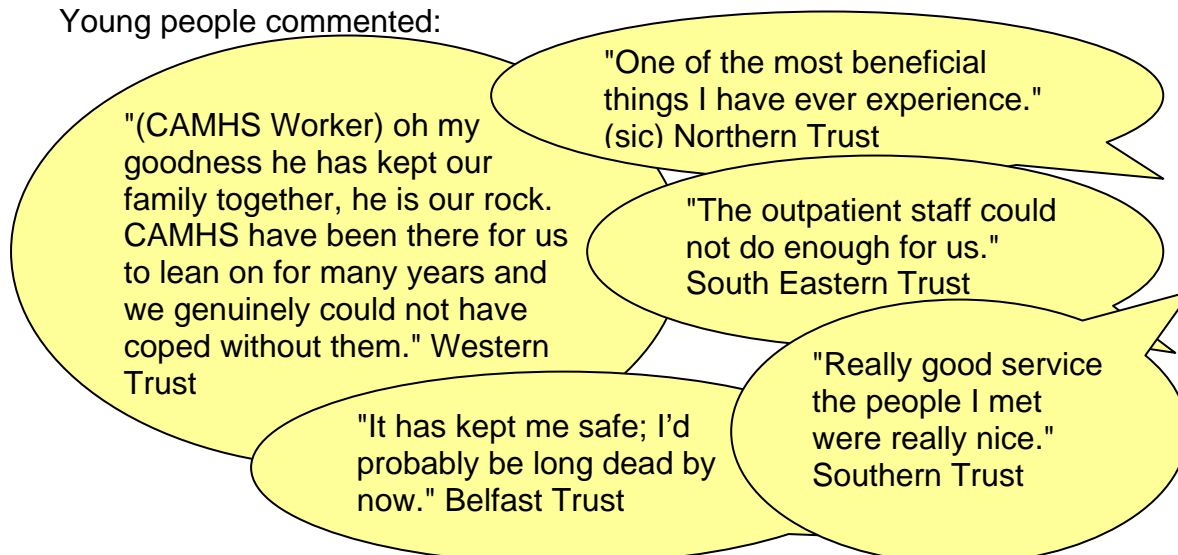 Young people commented:
"(CAMHS Worker) oh my
goodness he has kept our
family together, he is our rock.
CAMHS have been there for us
to lean on for many years and
we genuinely could not have
coped without them." Western
Trust
"One of the most beneficial
things I have ever experience."
(sic) Northern Trust
"The outpatient staff could
not do enough for us."
South Eastern Trust
"Really good service
the people I met
were really nice."
Southern Trust
"It has kept me safe; I’d
probably be long dead by
now." Belfast Trust